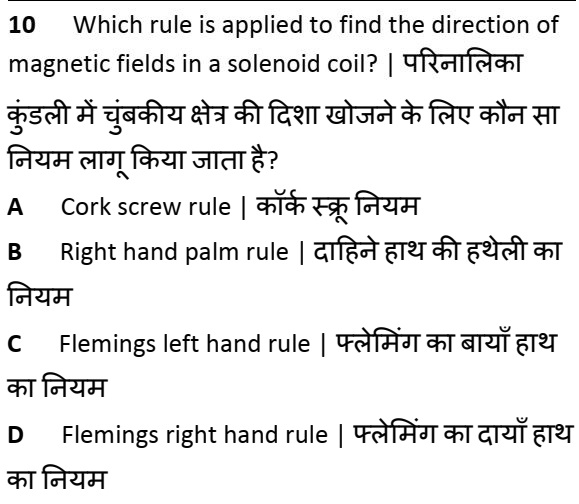 10 Which rule is applied to find the direction of
magnetic fields in a solenoid coil? | परिनालिका
कुंडली में चुंबकीय क्षेत्र की दिशा खोजने के लिए कौन सा
नियम लागू किया जाता है?
A Cork screw rule | कॉर्क स्क्रू नियम
B Right hand palm rule | दाहिने हाथ की हथेली का
नियम
C Flemings left hand rule | फ्लेमिंग का बायाँ हाथ
का नियम
D Flemings right hand rule | फ्लेमिंग का दायाँ हाथ
का नियम